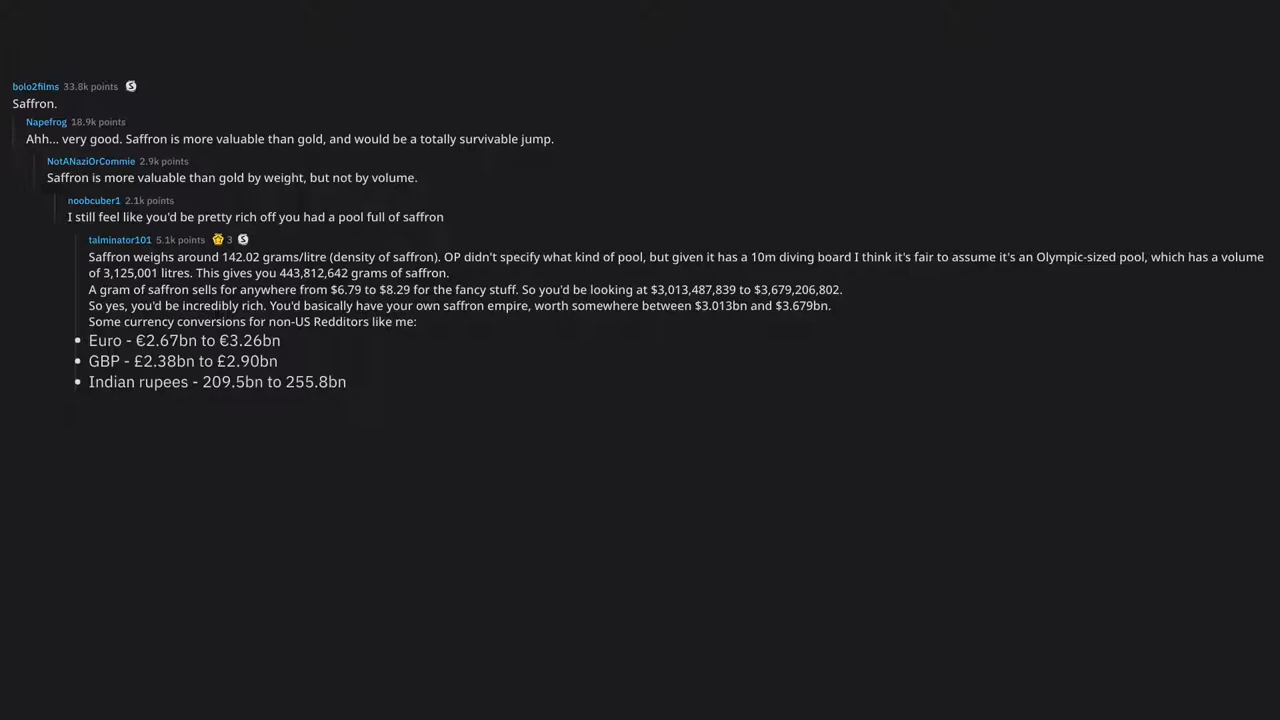 bolo2films 33.8k points
Saffron.
Napefrog 18.9k points
Ahh... very good. Saffron is more valuable than gold, and would be a totally survivable jump.
NotANaziOrCommie 2.9k points
Saffron is more valuable than gold by weight, but not by volume.
noobcuber1 2.1k points
I still feel like you'd be pretty rich off you had a pool full of saffron
talminator101 5.1k points 3
Saffron weighs around 142.02 grams/litre (density of saffron). OP didn't specify what kind of pool, but given it has a 10m diving board I think it's fair to assume it's an Olympic-sized pool, which has a volume
of 3,125,001 litres. This gives you 443,812,642 grams of saffron.
A gram of saffron sells for anywhere from $6.79 to $8.29 for the fancy stuff. So you'd be looking at $3,013,487,839 to $3,679,206,802.
So yes, you'd be incredibly rich. You'd basically have your own saffron empire, worth somewhere between $3.013bn and $3.679bn.
Some currency conversions for non-US Redditors like me:
• Euro - €2.67bn to €3.26bn
• GBP - £2.38bn to £2.90bn
• Indian rupees - 209.5bn to 255.8bn